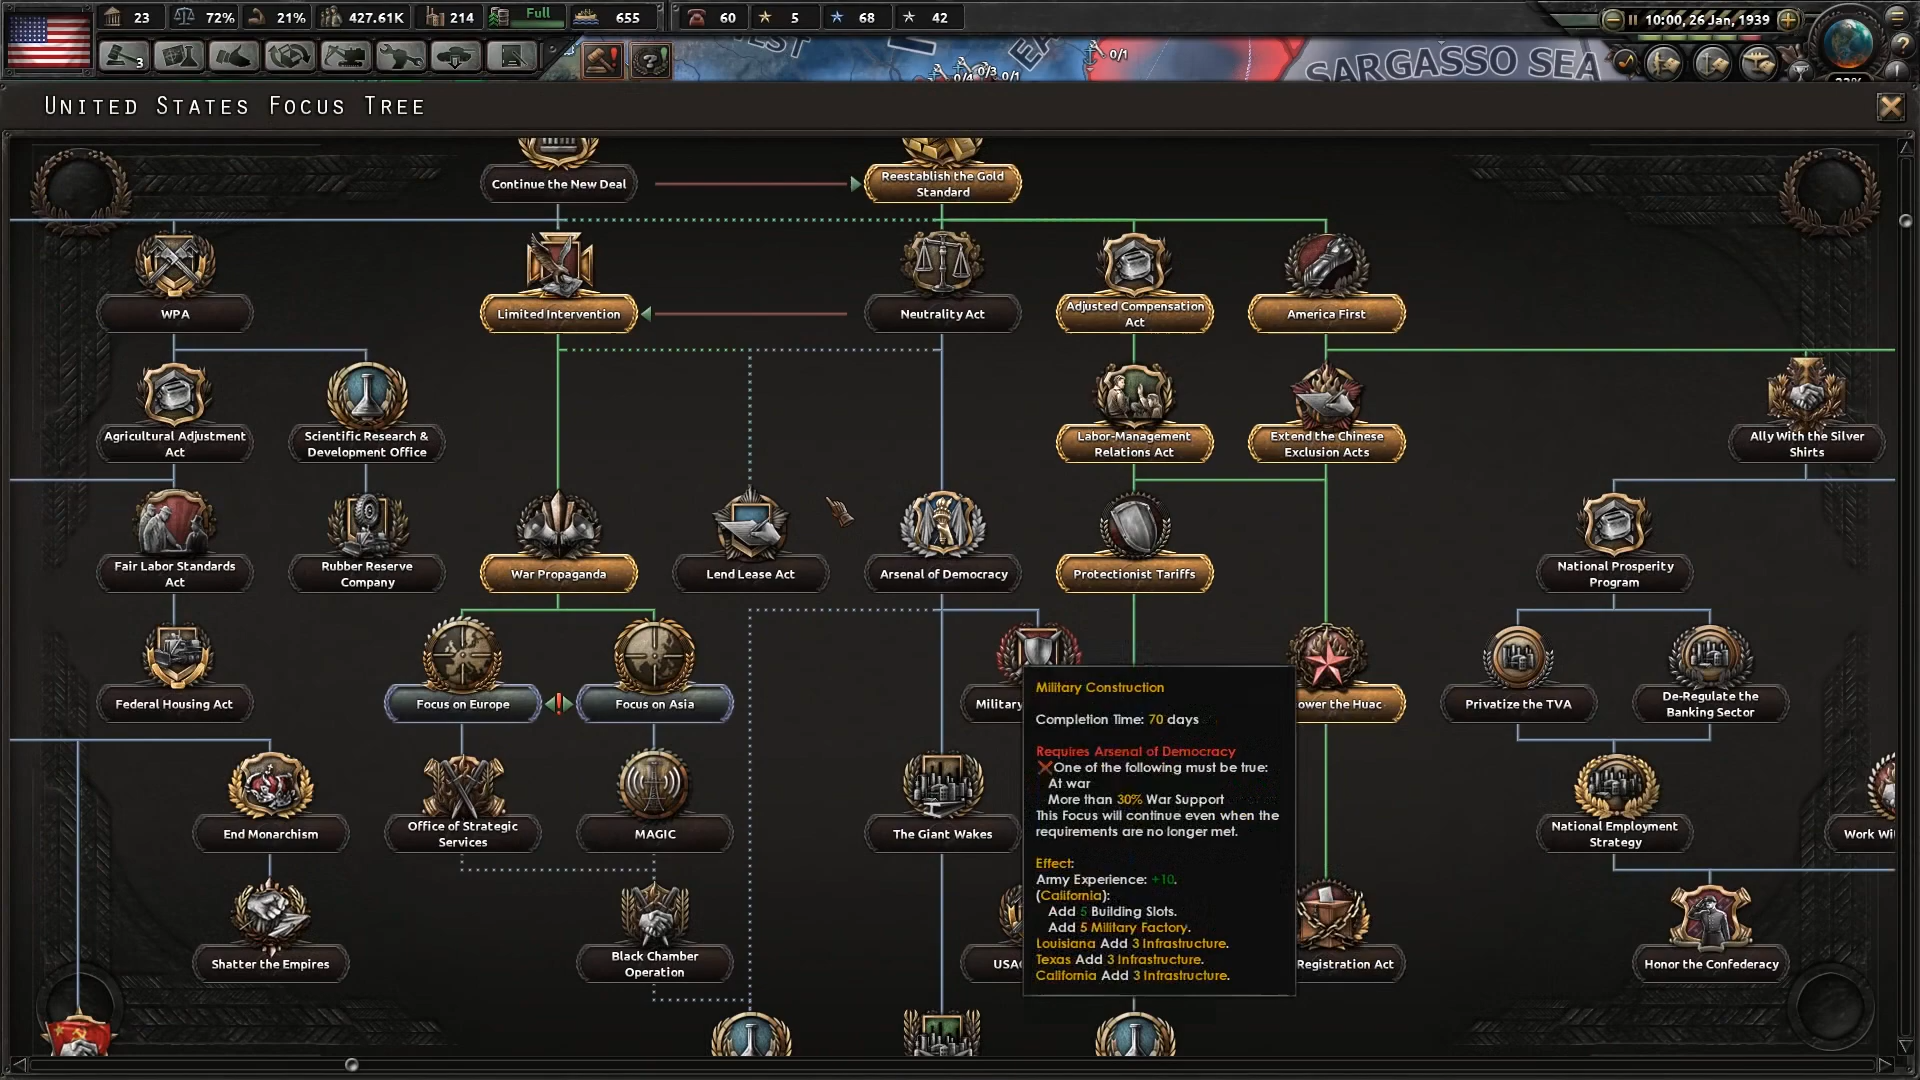 23
72%
21%
427.61K
214
Full
655
60
5
68
42
10:00, 26 Jan, 1939
3
0/4
0/3
0/1
0/1
SARGASSO SEA
United States Focus Tree
Continue the New Deal
Reestablish the Gold
Standard
WPA
Limited Intervention
Neutrality Act
Adjusted Compensation
Act
America First
Agricultural Adjustment
Act
Scientific Research &
Development Office
Labor-Management
Relations Act
Extend the Chinese
Exclusion Acts
Ally With the Silver
Shirts
Fair Labor Standards
Act
Rubber Reserve
Company
War Propaganda
Lend Lease Act
Arsenal of Democracy
Protectionist Tariffs
National Prosperity
Program
Federal Housing Act
Focus on Europe
Focus on Asia
Military
ower the Huac
Privatize the TVA
De-Regulate the
Banking Sector
Military Construction
Completion Time: 70 days
Requires Arsenal of Democracy
One of the following must be true:
At war
More than 30% War Support
This Focus will continue even when the
requirements are no longer met.
Effect:
Army Experience: +10.
(California):
Add 5 Building Slots.
Add 5 Military Factory.
Louisiana Add 3 Infrastructure.
Texas Add 3 Infrastructure.
California Add 3 Infrastructure.
End Monarchism
Office of Strategic
Services
MAGIC
The Giant Wakes
National Employment
Strategy
Work Wi
Shatter the Empires
Black Chamber
Operation
USA
Registration Act
Honor the Confederacy